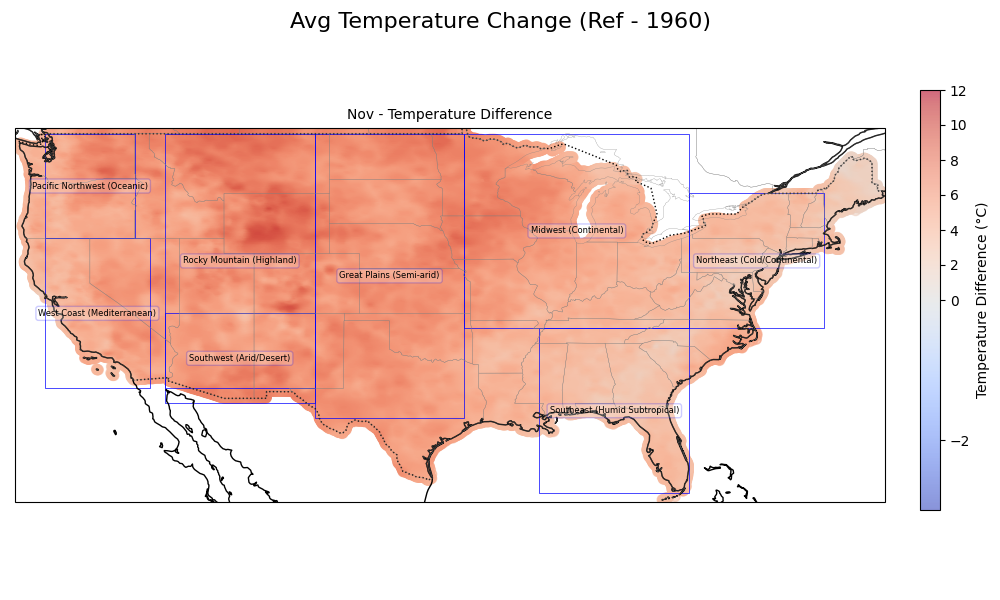 Avg Temperature Change (Ref - 1960)
Nov - Temperature Difference
Pacific Northwest (Oceanic)
Midwest (Continental)
Rocky Mountain (Highland)
Northeast (Cold/Continental)
Great Plains (Semi-arid)
West Coast (Mediterranean)
Southwest (Arid/Desert)
Southeast (Humid Subtropical)
12
10
8
6
4
2
0
−2
Temperature Difference (°C)